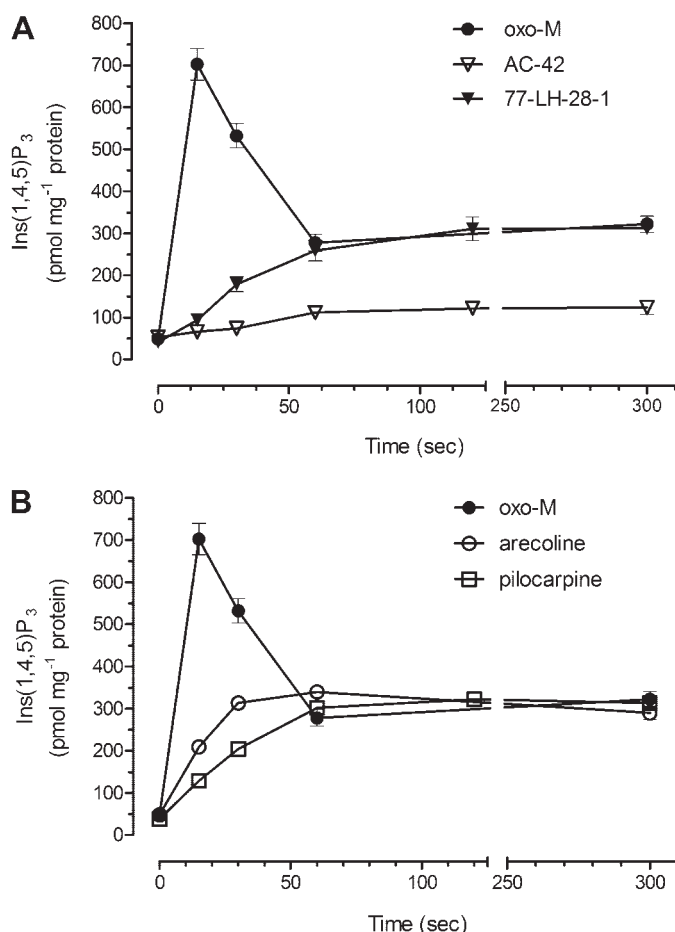 A
oxo-M
AC-42
77-LH-28-1
Ins(1,4,5)P3
(pmol mg-1 protein)
800
700
600
500
400
300
200
100
0
0 50 100 250 300
Time (sec)
B
oxo-M
arecoline
pilocarpine
Ins(1,4,5)P3
(pmol mg-1 protein)
800
700
600
500
400
300
200
100
0
0 50 100 250 300
Time (sec)